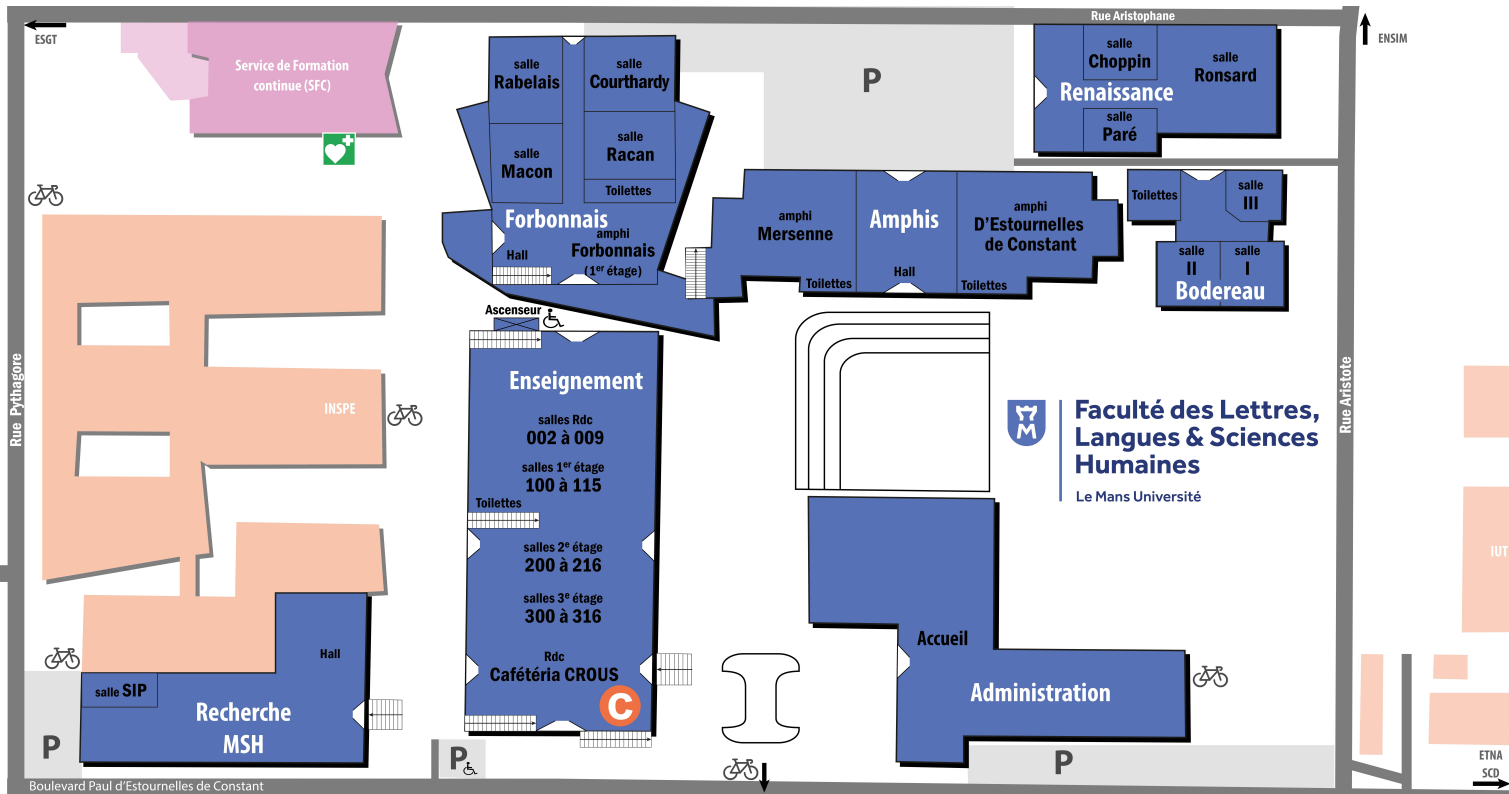 Rue Aristophane
ESGT
ENSIM
Service de Formation
continue (SFC)
salle
Rabelais
salle
Courthardy
salle
Macon
salle
Racan
Toilettes
Forbonnais
amphi
Forbonnais
(1er étage)
Hall
P
salle
Choppin
salle
Ronsard
Renaissance
salle
Paré
amphi
Mersenne
Amphis
amphi
D'Estournelles
de Constant
Toilettes
Hall
Toilettes
Toilettes
salle
III
salle
II
salle
I
Bodereau
Ascenseur
Enseignement
salles Rdc
002 à 009
salles 1er étage
100 à 115
Toilettes
salles 2e étage
200 à 216
salles 3e étage
300 à 316
Rdc
Cafétéria CROUS
C
Rue Pythagore
INSPE
Rue Aristote
M
Faculté des Lettres,
Langues & Sciences
Humaines
Le Mans Université
IUT
Hall
salle SIP
Recherche
MSH
Accueil
Administration
P
P
P
ETNA
SCD
Boulevard Paul d'Estournelles de Constant